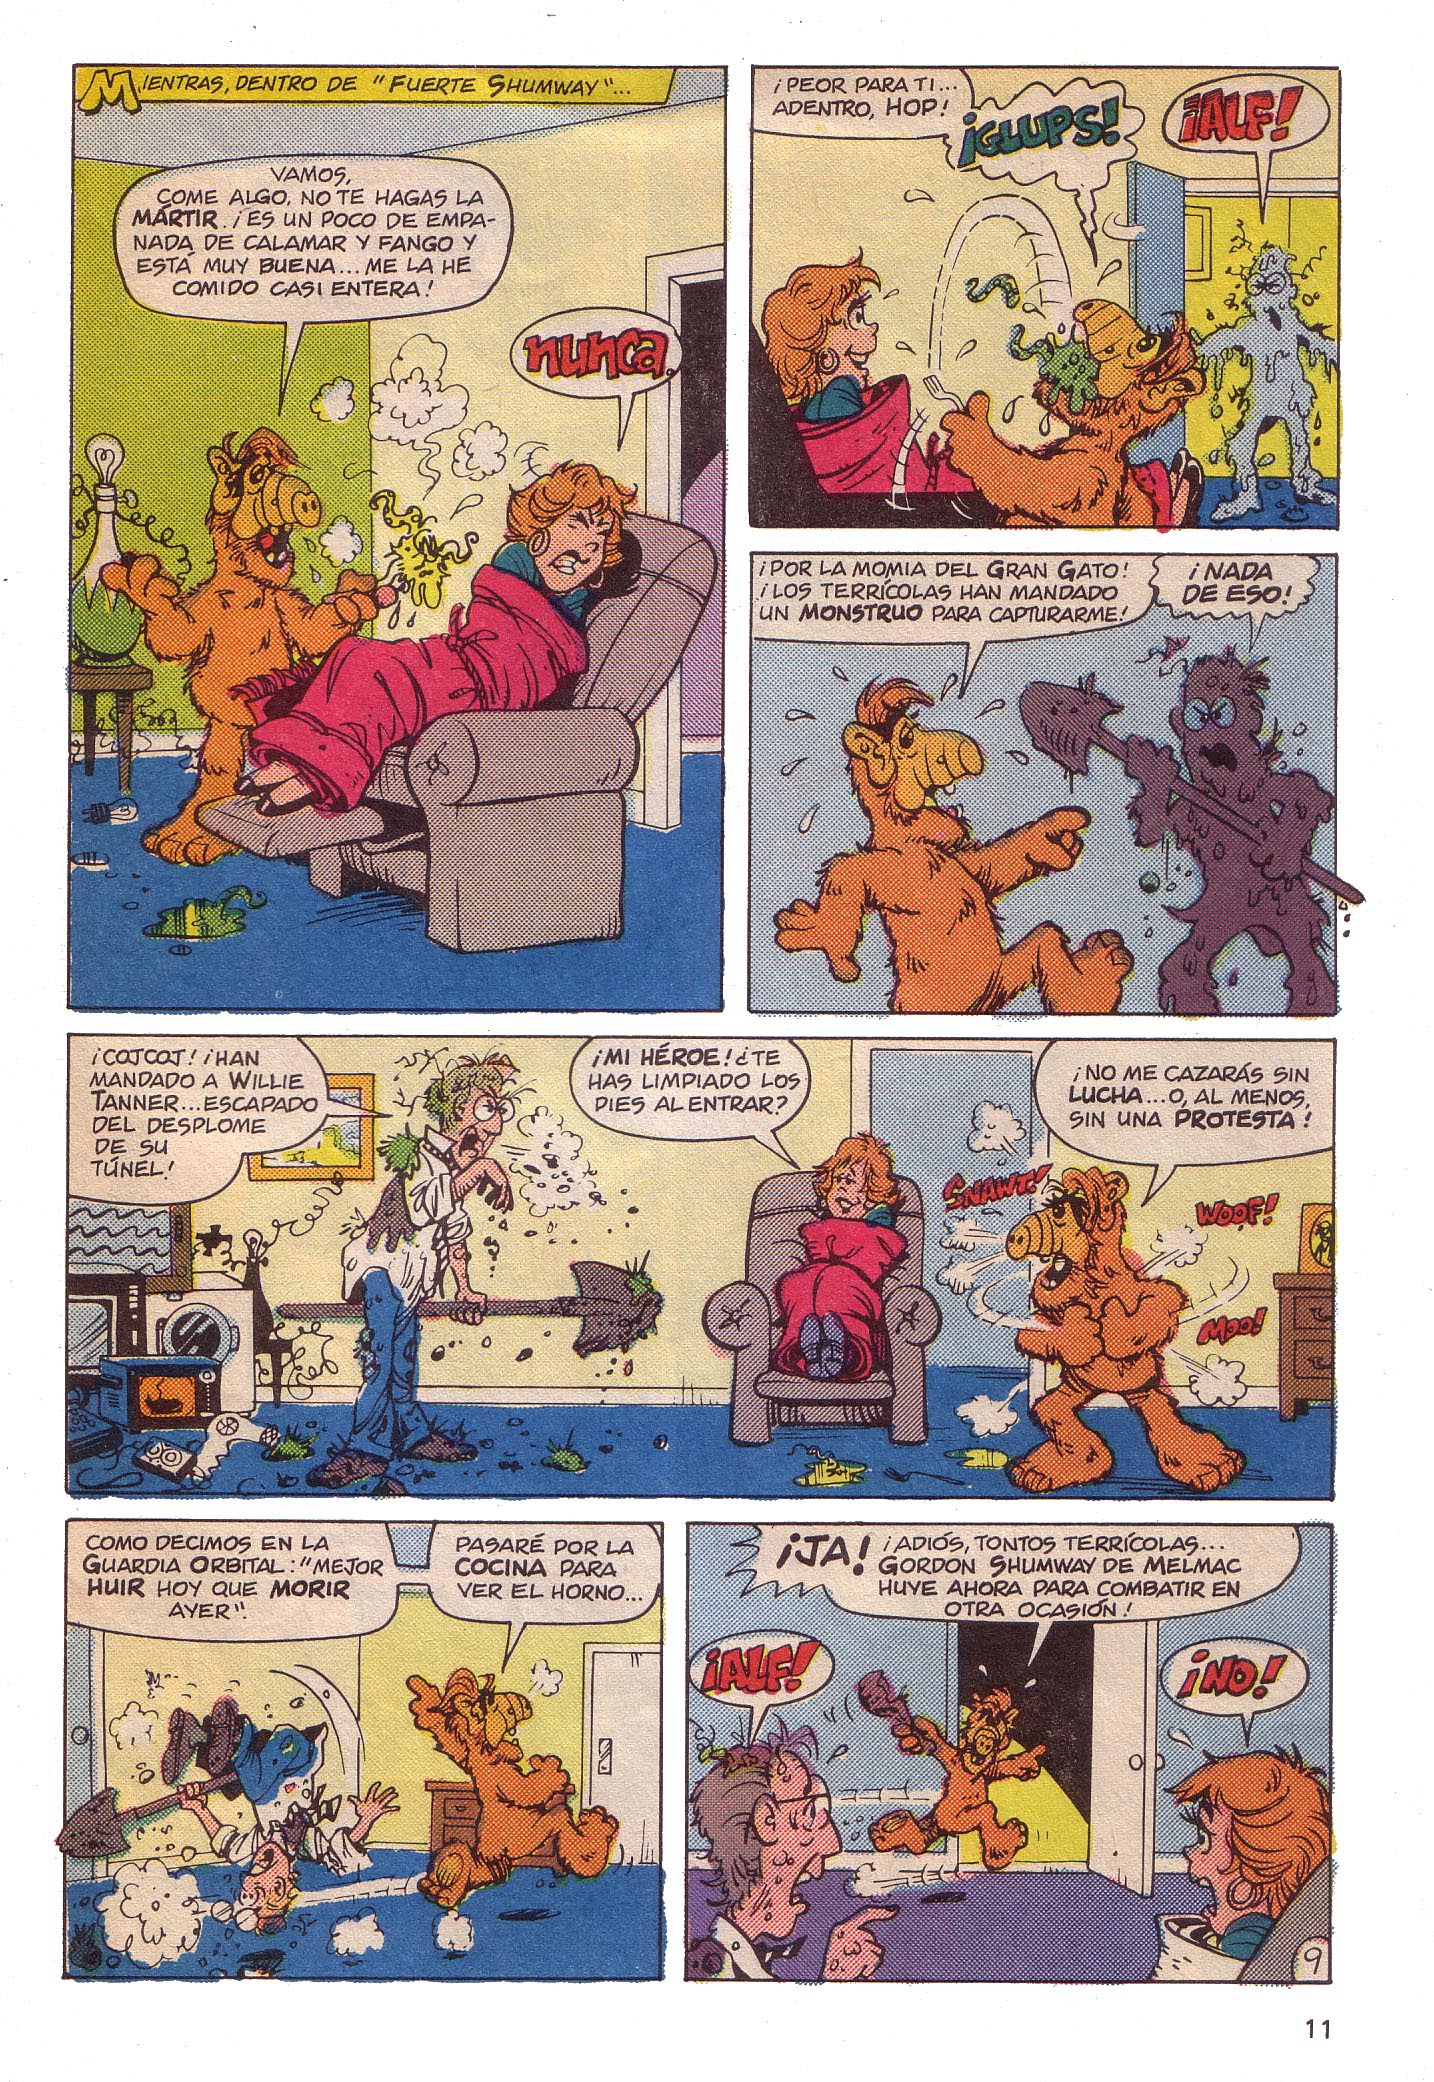 MIENTRAS, DENTRO DE "FUERTE SHUMWAY"...
VAMOS,
COME ALGO, NO TE HAGAS LA
MÁRTIR. ¡ES UN POCO DE EMPA-
NADA DE CALAMAR Y FANGO Y
ESTÁ MUY BUENA... ME LA HE
COMIDO CASI ENTERA!
nunca.
¡PEOR PARA TI...
ADENTRO, HOP!
¡GLUPS!
¡ALF!
¡POR LA MOMIA DEL GRAN GATO!
¡LOS TERRÍCOLAS HAN MANDADO
UN MONSTRUO PARA CAPTURARME!
¡NADA
DE ESO!
¡COJCOJ! ¡HAN
MANDADO A WILLIE
TANNER... ESCAPADO
DEL DESPLOME
DE SU
TÚNEL!
¡MI HÉROE! ¿TE
HAS LIMPIADO LOS
PIES AL ENTRAR?
¡NO ME CAZARÁS SIN
LUCHA...O, AL MENOS,
SIN UNA PROTESTA!
SNAWT!
WOOF!
MOO!
COMO DECIMOS EN LA
GUARDIA ORBITAL: "MEJOR
HUIR HOY QUE MORIR
AYER".
PASARÉ POR LA
COCINA PARA
VER EL HORNO...
¡JA! ¡ADIÓS, TONTOS TERRÍCOLAS...
GORDON SHUMWAY DE MELMAC
HUYE AHORA PARA COMBATIR EN
OTRA OCASIÓN!
¡ALF!
¡NO!
9
11